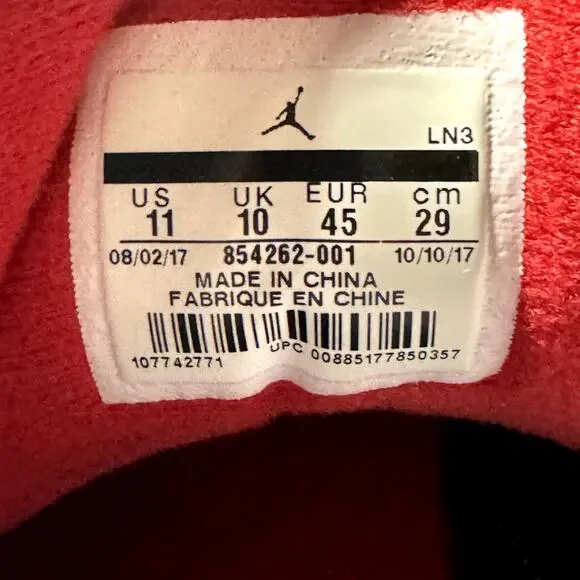 LN3
US UK EUR cm
11 10 45 29
08/02/17 854262-001 10/10/17
MADE IN CHINA
FABRIQUE EN CHINE
107742771 UPC 00885177850357